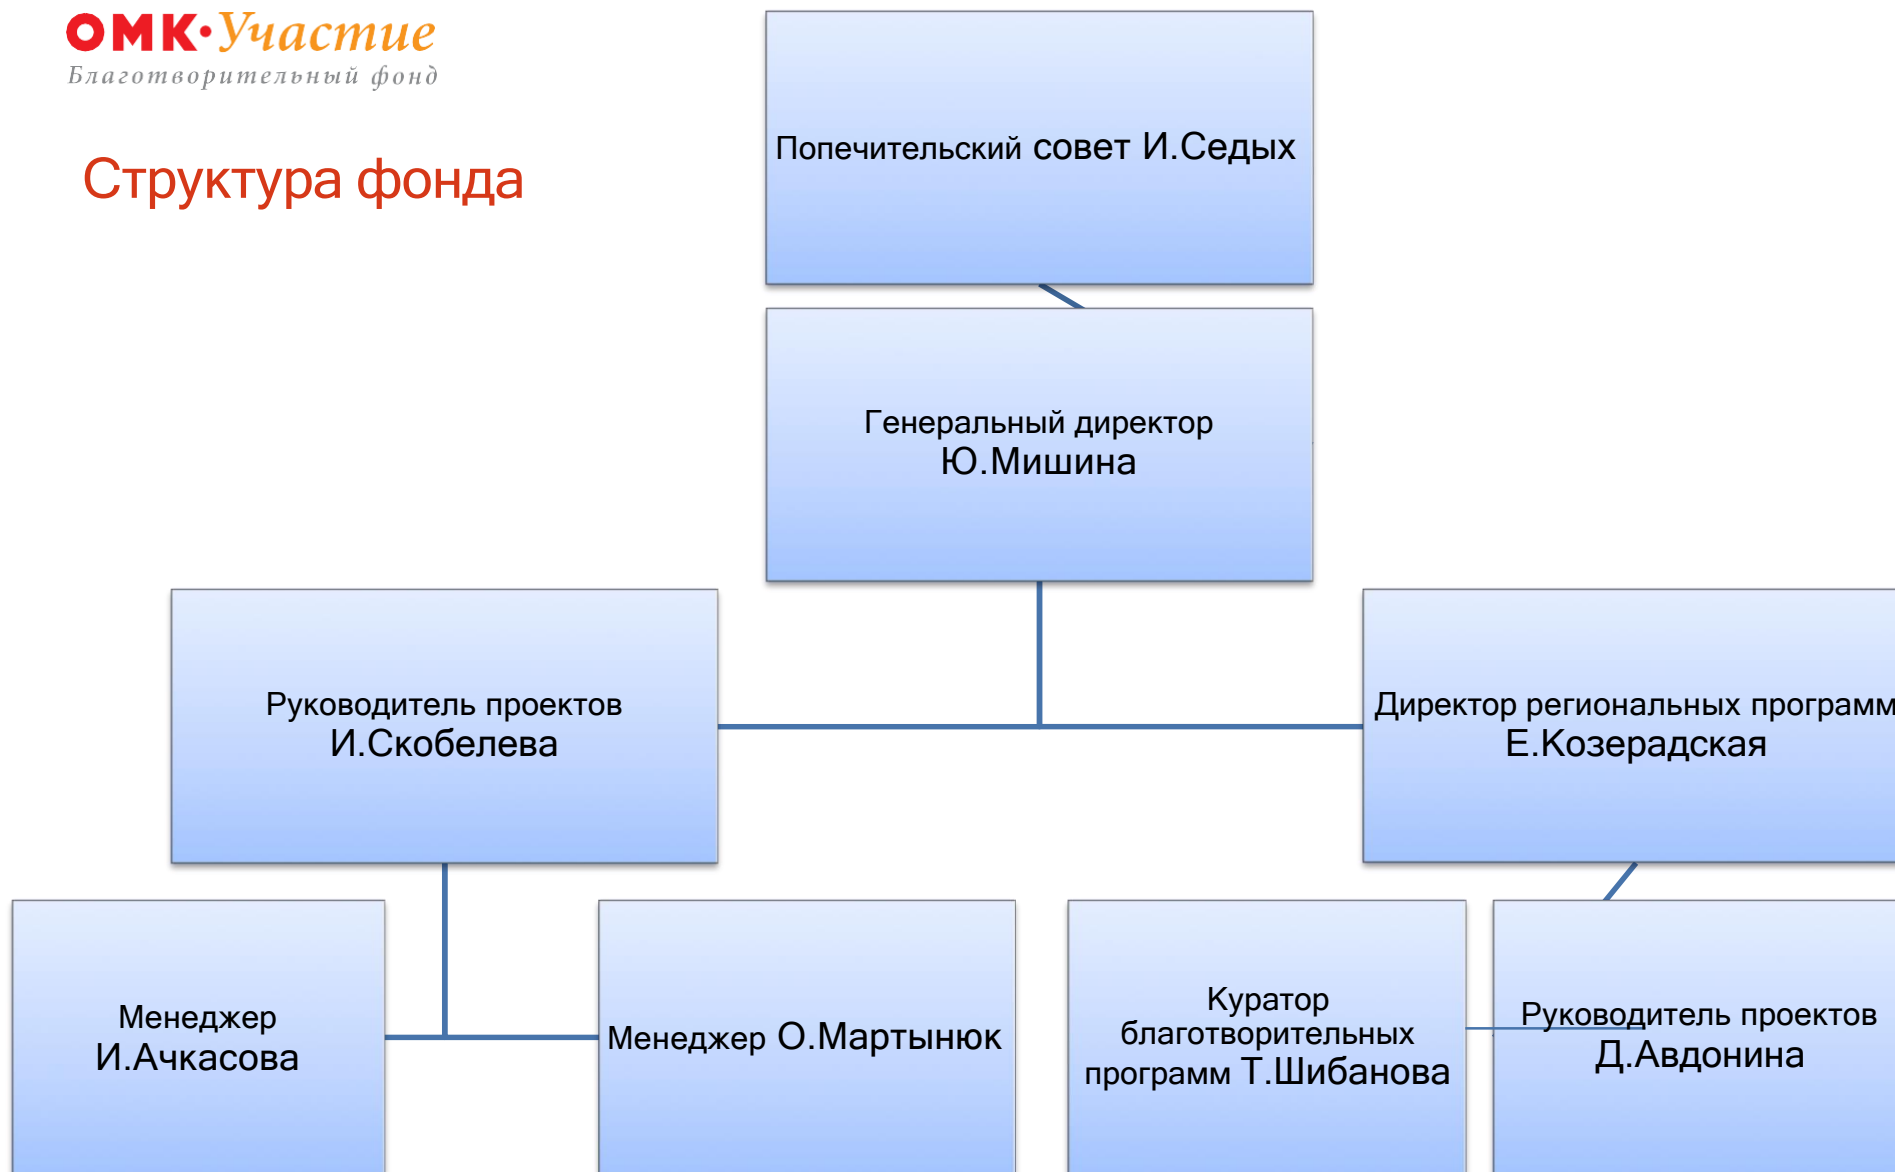 ОМК·Участие
Благотворительный фонд
Структура фонда
Попечительский совет И.Седых
Генеральный директор
Ю.Мишина
Руководитель проектов
И.Скобелева
Директор региональных программ
Е.Козерадская
Менеджер
И.Ачкасова
Менеджер О.Мартынюк
Куратор
благотворительных
программ Т.Шибанова
Руководитель проектов
Д.Авдонина